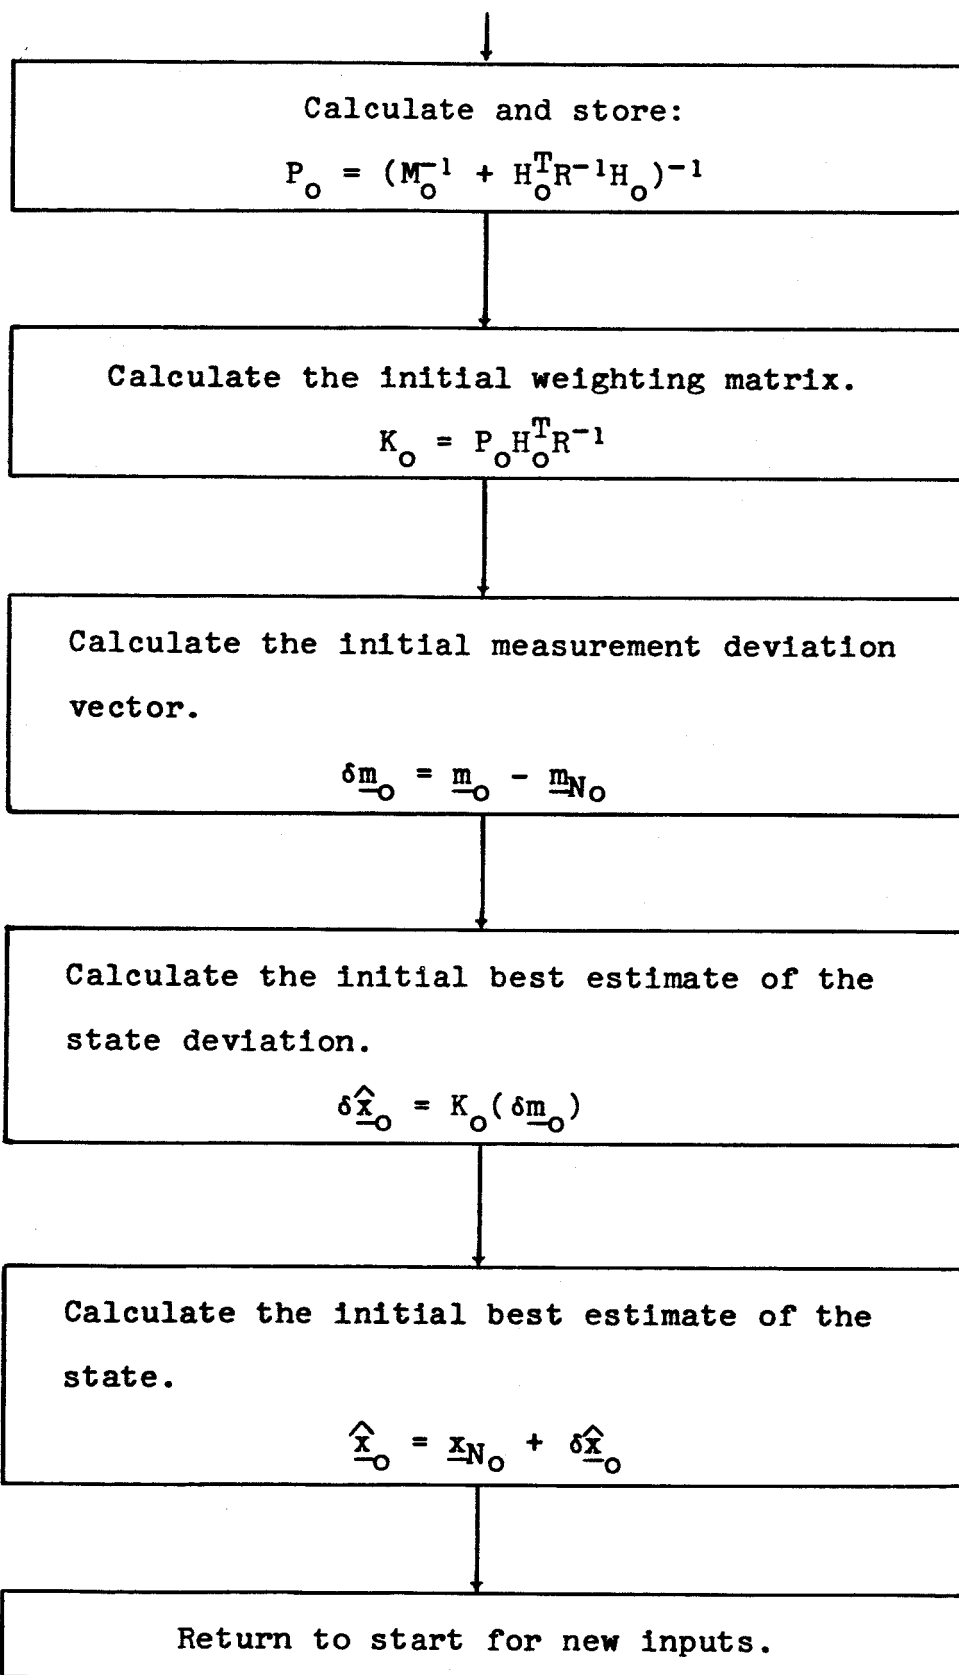 Calculate and store:
P_o = (M_o^-1 + H_o^T R^-1 H_o)^-1
Calculate the initial weighting matrix.
K_o = P_o H_o^T R^-1
Calculate the initial measurement deviation
vector.
δm_o = m_o - m_N_o
Calculate the initial best estimate of the
state deviation.
δx̂_o = K_o(δm_o)
Calculate the initial best estimate of the
state.
x̂_o = x_N_o + δx̂_o
Return to start for new inputs.